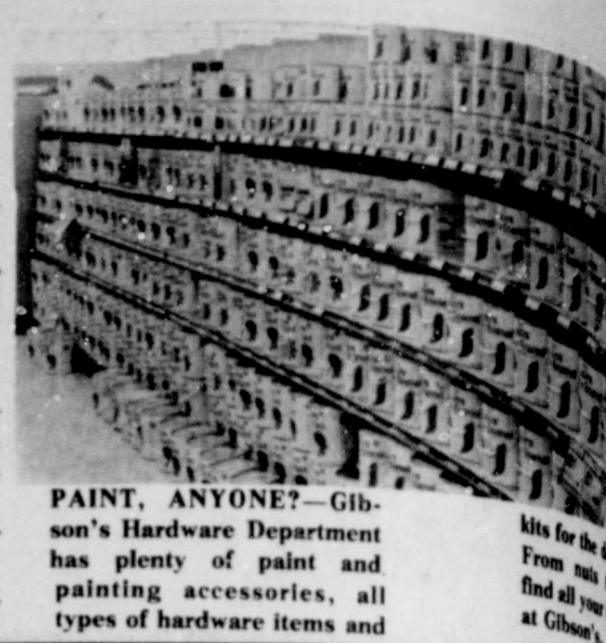 PAINT, ANYONE?—Gib-
son's Hardware Department
has plenty of paint and
painting accessories, all
types of hardware items and
kits for the
From nuts
find all your
at Gibson's